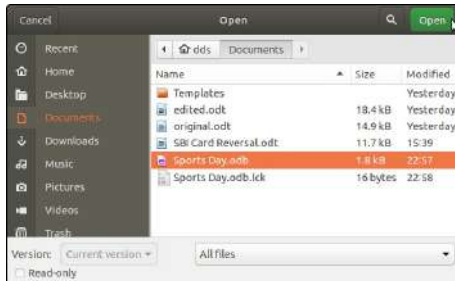 Cancel Open Open
Recent
Home
Desktop
Documents
Downloads
Music
Pictures
Videos
Trash
dds Documents
Name Size Modified
Templates Yesterday
edited.odt 18.4 kB Yesterday
original.odt 14.9 kB Yesterday
SBI Card Reversal.odt 11.7 kB 15:39
Sports Day.odb 1.8 kB 22:57
Sports Day.odb.lck 16 bytes 22:58
Version: Current version All files
Read-only